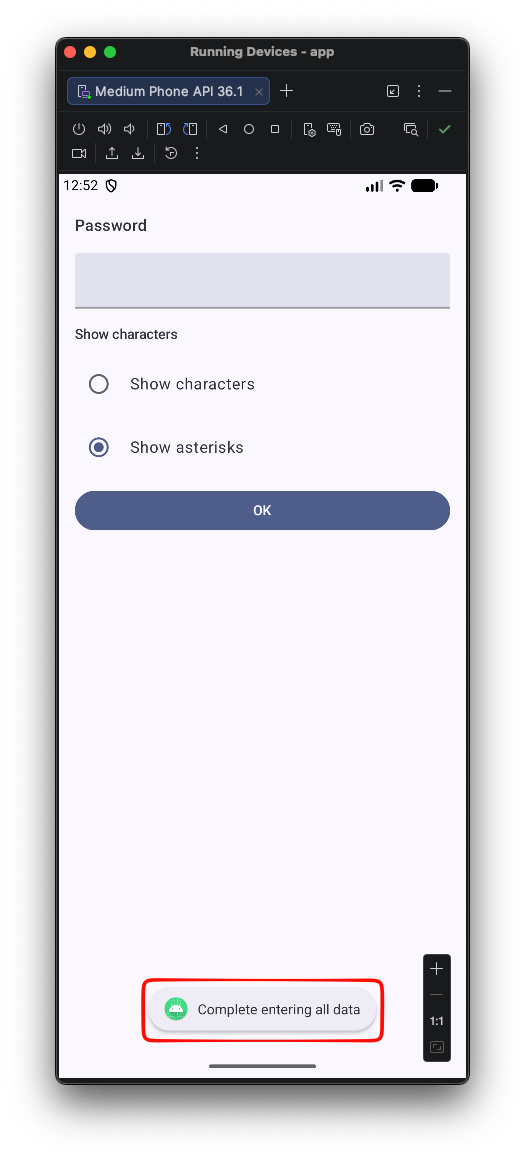 Running Devices - app
Medium Phone API 36.1
12:52
Password
Show characters
Show characters
Show asterisks
OK
Complete entering all data
1:1